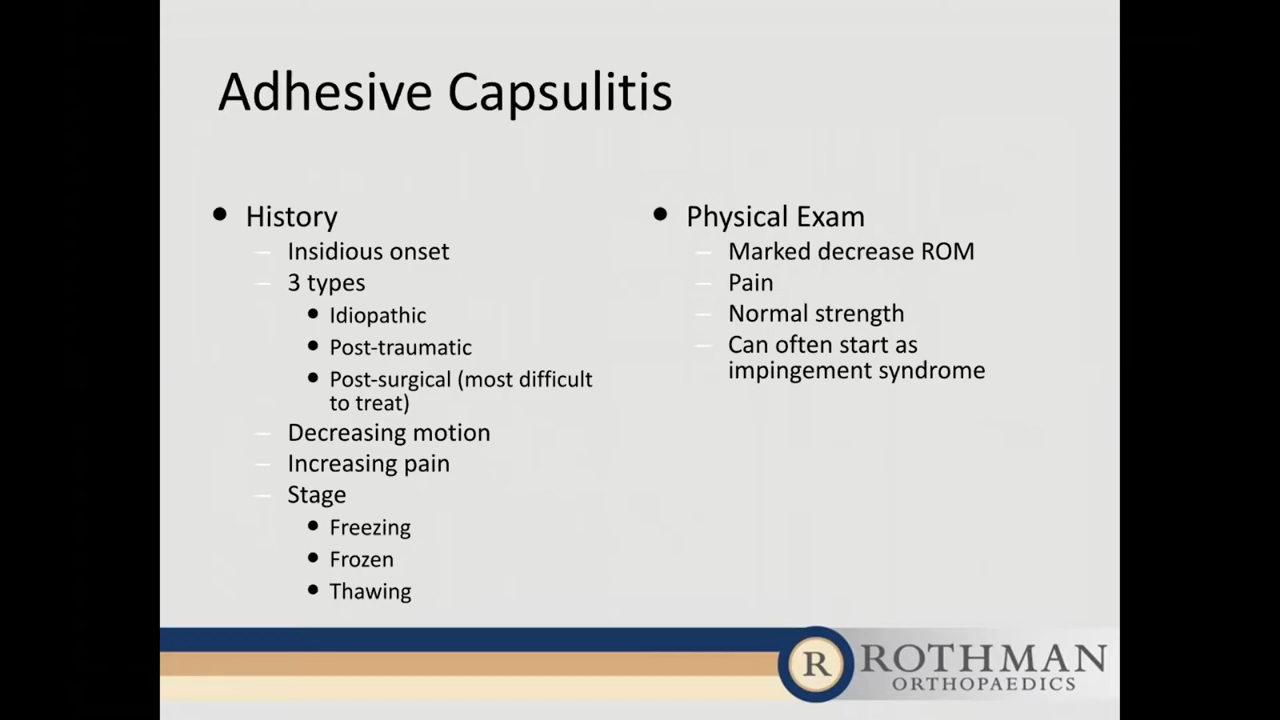 Adhesive Capsulitis
• History
– Insidious onset
– 3 types
• Idiopathic
• Post-traumatic
• Post-surgical (most difficult
to treat)
– Decreasing motion
– Increasing pain
– Stage
• Freezing
• Frozen
• Thawing
• Physical Exam
– Marked decrease ROM
– Pain
– Normal strength
– Can often start as
impingement syndrome
R ROTHMAN
ORTHOPAEDICS